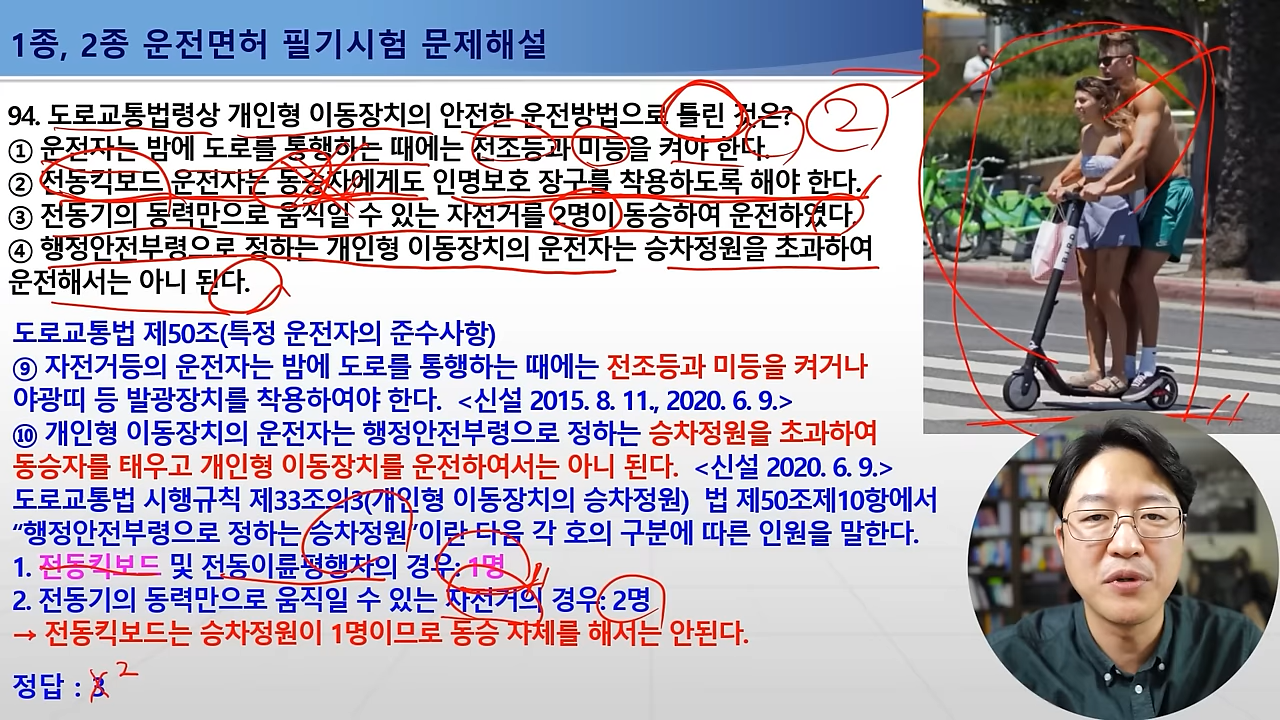 1종, 2종 운전면허 필기시험 문제해설
94. 도로교통법령상 개인형 이동장치의 안전한 운전방법으로 틀린 것은?
2
① 운전자는 밤에 도로를 통행하는 때에는 전조등과 미등을 켜야 한다.
② 전동킥보드 운전자는 동승자에게도 인명보호 장구를 착용하도록 해야 한다.
③ 전동기의 동력만으로 움직일 수 있는 자전거를 2명이 동승하여 운전하였다.
④ 행정안전부령으로 정하는 개인형 이동장치의 운전자는 승차정원을 초과하여
운전해서는 아니 된다.
도로교통법 제50조(특정 운전자의 준수사항)
⑨ 자전거등의 운전자는 밤에 도로를 통행하는 때에는 전조등과 미등을 켜거나
야광띠 등 발광장치를 착용하여야 한다. <신설 2015. 8. 11., 2020. 6. 9.>
⑩ 개인형 이동장치의 운전자는 행정안전부령으로 정하는 승차정원을 초과하여
동승자를 태우고 개인형 이동장치를 운전하여서는 아니 된다. <신설 2020. 6. 9.>
도로교통법 시행규칙 제33조의3(개인형 이동장치의 승차정원) 법 제50조제10항에서
“행정안전부령으로 정하는 승차정원”이란 다음 각 호의 구분에 따른 인원을 말한다.
1. 전동킥보드 및 전동이륜평행차의 경우: 1명
2. 전동기의 동력만으로 움직일 수 있는 자전거의 경우: 2명
→ 전동킥보드는 승차정원이 1명이므로 동승 자체를 해서는 안된다.
정답 : 3 2
BIRD